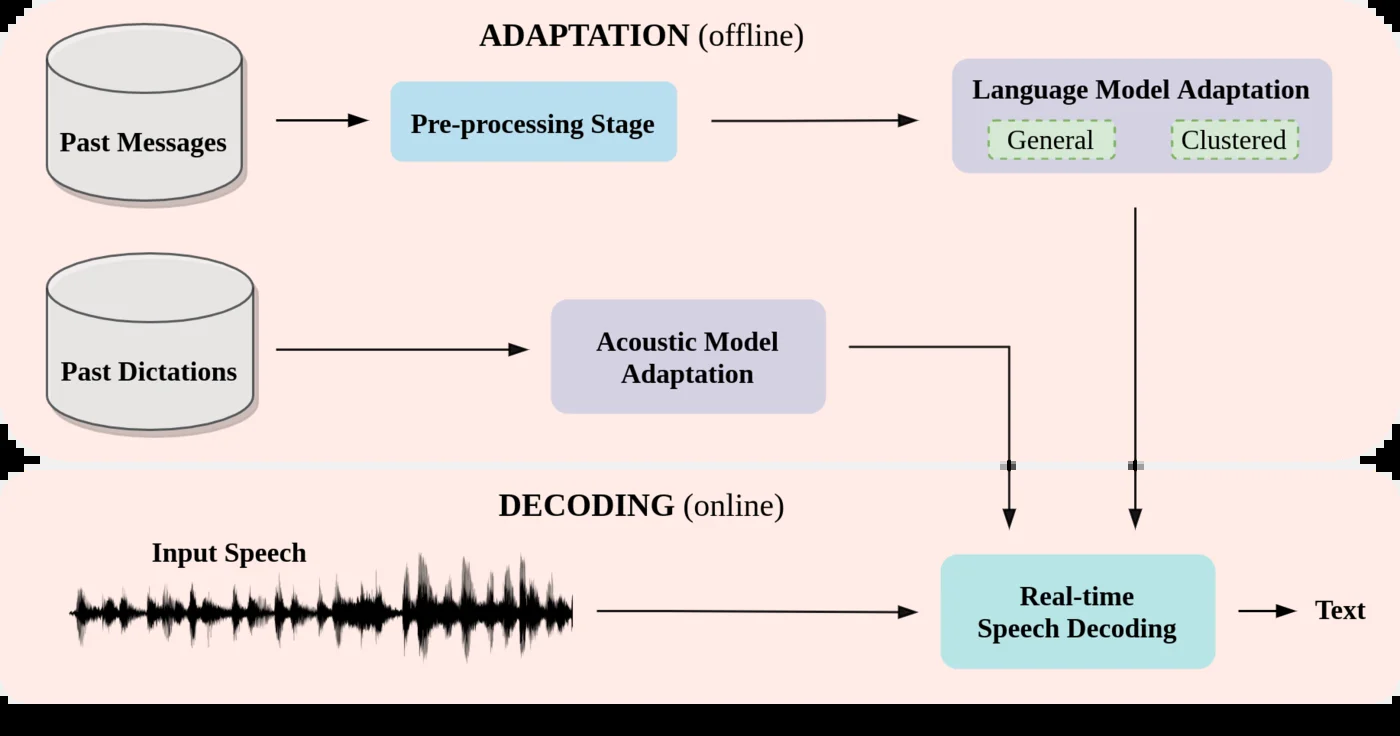 ADAPTATION (offline)
Past Messages
Pre-processing Stage
Language Model Adaptation
General
Clustered
Past Dictations
Acoustic Model
Adaptation
DECODING (online)
Input Speech
Real-time
Speech Decoding
Text